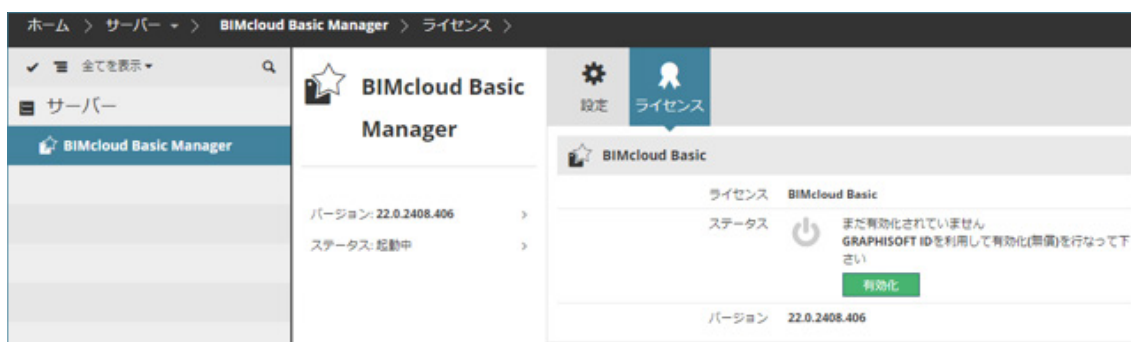 ホーム > サーバー > BIMcloud Basic Manager > ライセンス >
全てを表示
サーバー
BIMcloud Basic Manager
BIMcloud Basic
Manager
バージョン: 22.0.2408.406
ステータス: 起動中
設定
ライセンス
BIMcloud Basic
ライセンス BIMcloud Basic
ステータス まだ有効化されていません
GRAPHISOFT IDを利用して有効化(無償)を行なって下
さい
有効化
バージョン 22.0.2408.406